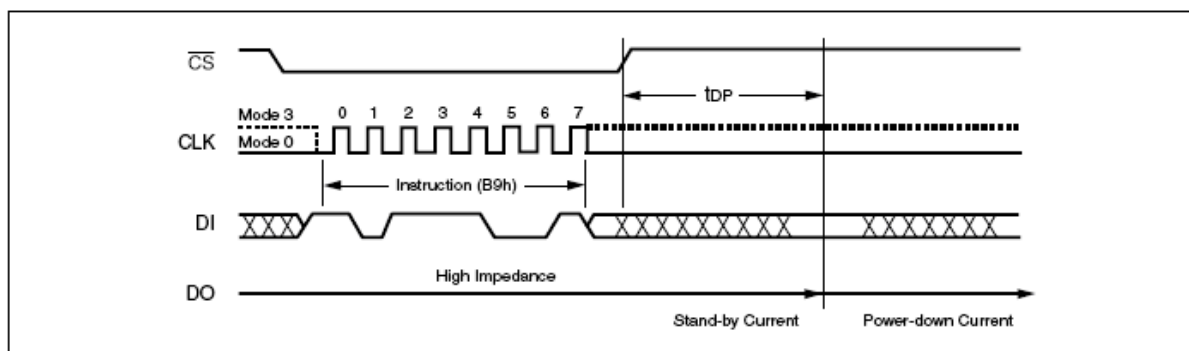 CS
tDP
Mode 3
0 1 2 3 4 5 6 7
CLK
Mode 0
Instruction (B9h)
DI
High Impedance
DO
Stand-by Current
Power-down Current